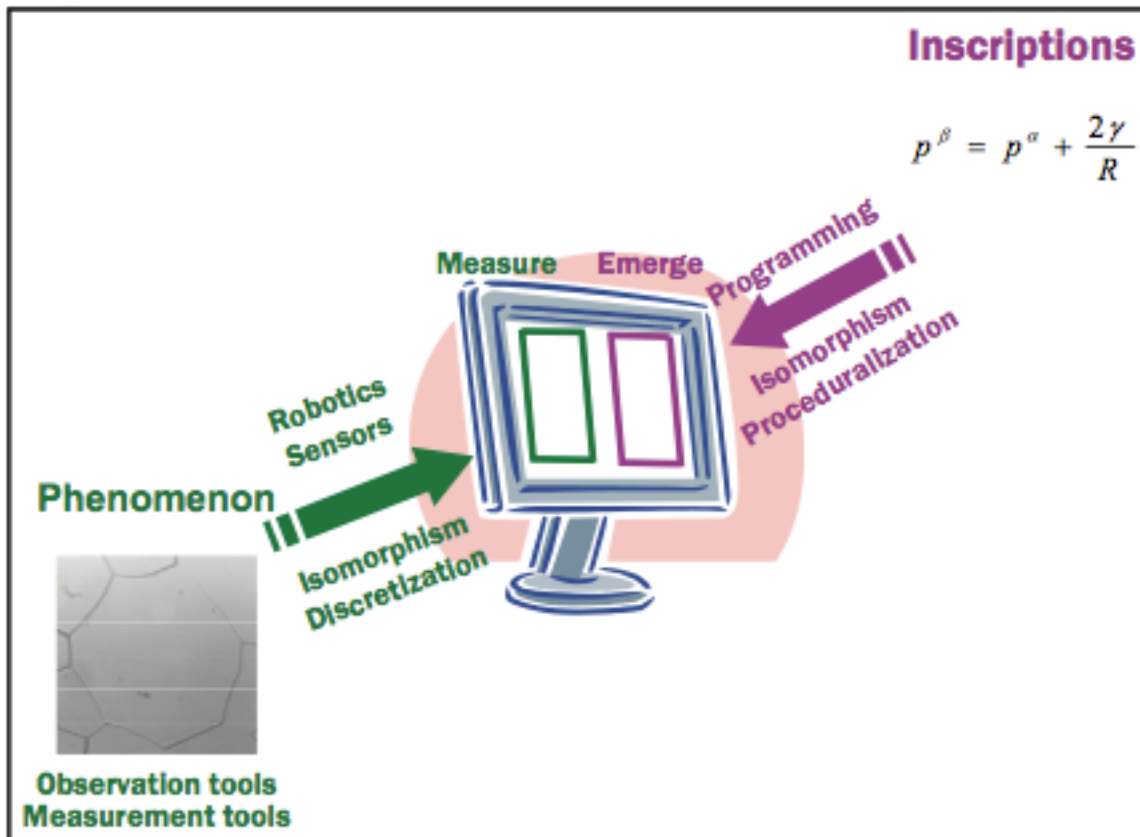 Inscriptions
p^β = p^α + 2γ/R
Measure
Emerge
Programming
Isomorphism
Proceduralization
Robotics
Sensors
Phenomenon
Isomorphism
Discretization
Observation tools
Measurement tools